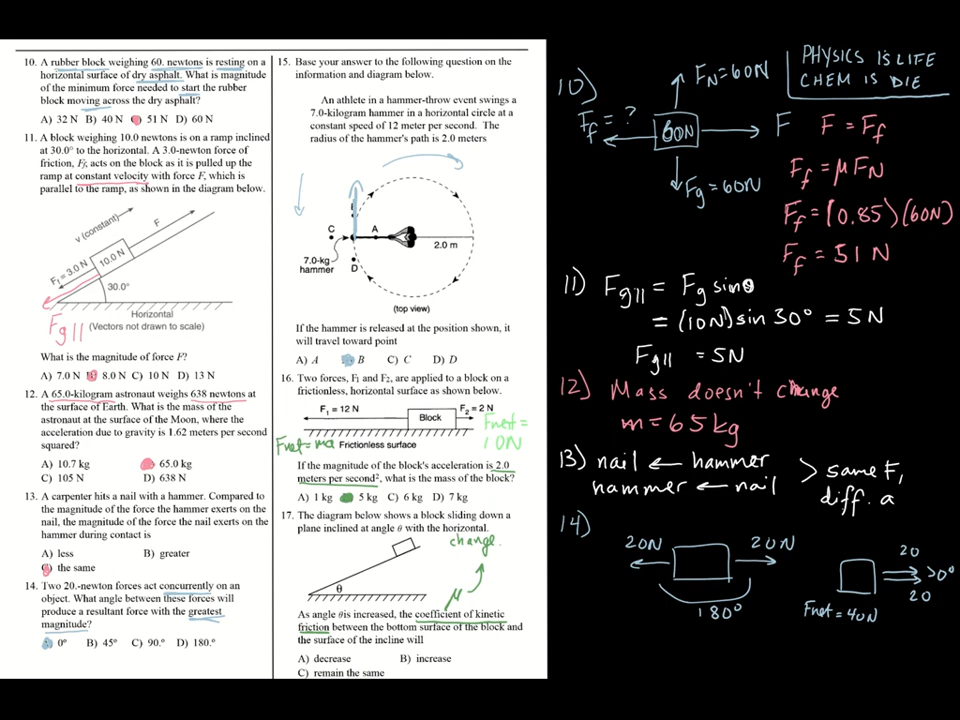 10. A rubber block weighing 60. newtons is resting on a
horizontal surface of dry asphalt. What is magnitude
of the minimum force needed to start the rubber
block moving across the dry asphalt?
A) 32 N B) 40 N C) 51 N D) 60 N
11. A block weighing 10.0 newtons is on a ramp inclined
at 30.0° to the horizontal. A 3.0-newton force of
friction, Ff, acts on the block as it is pulled up the
ramp at constant velocity with force F, which is
parallel to the ramp, as shown in the diagram below.
v (constant)
F
10.0 N
Ff = 3.0 N
30.0°
Fg||
Horizontal
(Vectors not drawn to scale)
What is the magnitude of force F?
A) 7.0 N B) 8.0 N C) 10 N D) 13 N
12. A 65.0-kilogram astronaut weighs 638 newtons at
the surface of Earth. What is the mass of the
astronaut at the surface of the Moon, where the
acceleration due to gravity is 1.62 meters per second
squared?
A) 10.7 kg 65.0 kg
C) 105 N D) 638 N
13. A carpenter hits a nail with a hammer. Compared to
the magnitude of the force the hammer exerts on the
nail, the magnitude of the force the nail exerts on the
hammer during contact is
A) less B) greater
C) the same
14. Two 20.-newton forces act concurrently on an
object. What angle between these forces will
produce a resultant force with the greatest
magnitude?
A) 0° B) 45° C) 90.° D) 180.°
15. Base your answer to the following question on the
information and diagram below.
An athlete in a hammer-throw event swings a
7.0-kilogram hammer in a horizontal circle at a
constant speed of 12 meter per second. The
radius of the hammer's path is 2.0 meters
C
A
2.0 m
7.0-kg
hammer
D
(top view)
If the hammer is released at the position shown, it
will travel toward point
A) A B C) C D) D
16. Two forces, F1 and F2, are applied to a block on a
frictionless, horizontal surface as shown below.
F1 = 12 N Block F2 = 2 N
Frictionless surface
Fnet = ma
Fnet =
10N
If the magnitude of the block's acceleration is 2.0
meters per second², what is the mass of the block?
A) 1 kg 5 kg C) 6 kg D) 7 kg
17. The diagram below shows a block sliding down a
plane inclined at angle θ with the horizontal.
change.
θ
μ
As angle θ is increased, the coefficient of kinetic
friction between the bottom surface of the block and
the surface of the incline will
A) decrease B) increase
C) remain the same
PHYSICS IS LIFE
CHEM IS DIE
10)
FN = 60N
Ff = ?
60N
F
Fg = 60N
F = Ff
Ff = μFN
Ff = (0.85)(60N)
Ff = 51 N
11) Fg|| = Fg sinθ
= (10N) sin 30° = 5N
Fg|| = 5N
12) Mass doesn't change
m = 65 kg
13) nail ← hammer
hammer ← nail
> same F,
diff. a
14)
20N
20N
180°
20
20
>0°
Fnet = 40N